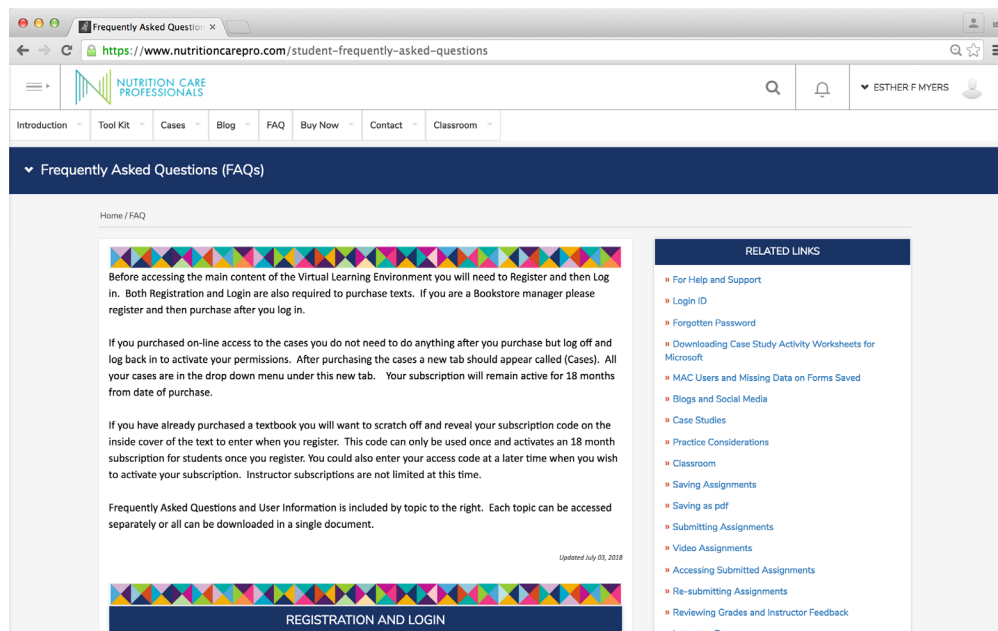 Frequently Asked Question
https://www.nutritioncarepro.com/student-frequently-asked-questions
NUTRITION CARE
PROFESSIONALS
ESTHER F MYERS
Introduction
Tool Kit
Cases
Blog
FAQ
Buy Now
Contact
Classroom
Frequently Asked Questions (FAQs)
Home / FAQ
Before accessing the main content of the Virtual Learning Environment you will need to Register and then Log
in. Both Registration and Login are also required to purchase texts. If you are a Bookstore manager please
register and then purchase after you log in.
If you purchased on-line access to the cases you do not need to do anything after you purchase but log off and
log back in to activate your permissions. After purchasing the cases a new tab should appear called (Cases). All
your cases are in the drop down menu under this new tab. Your subscription will remain active for 18 months
from date of purchase.
If you have already purchased a textbook you will want to scratch off and reveal your subscription code on the
inside cover of the text to enter when you register. This code can only be used once and activates an 18 month
subscription for students once you register. You could also enter your access code at a later time when you wish
to activate your subscription. Instructor subscriptions are not limited at this time.
Frequently Asked Questions and User Information is included by topic to the right. Each topic can be accessed
separately or all can be downloaded in a single document.
Updated July 03, 2018
REGISTRATION AND LOGIN
RELATED LINKS
» For Help and Support
» Login ID
» Forgotten Password
» Downloading Case Study Activity Worksheets for
Microsoft
» MAC Users and Missing Data on Forms Saved
» Blogs and Social Media
» Case Studies
» Practice Considerations
» Classroom
» Saving Assignments
» Saving as pdf
» Submitting Assignments
» Video Assignments
» Accessing Submitted Assignments
» Re-submitting Assignments
» Reviewing Grades and Instructor Feedback